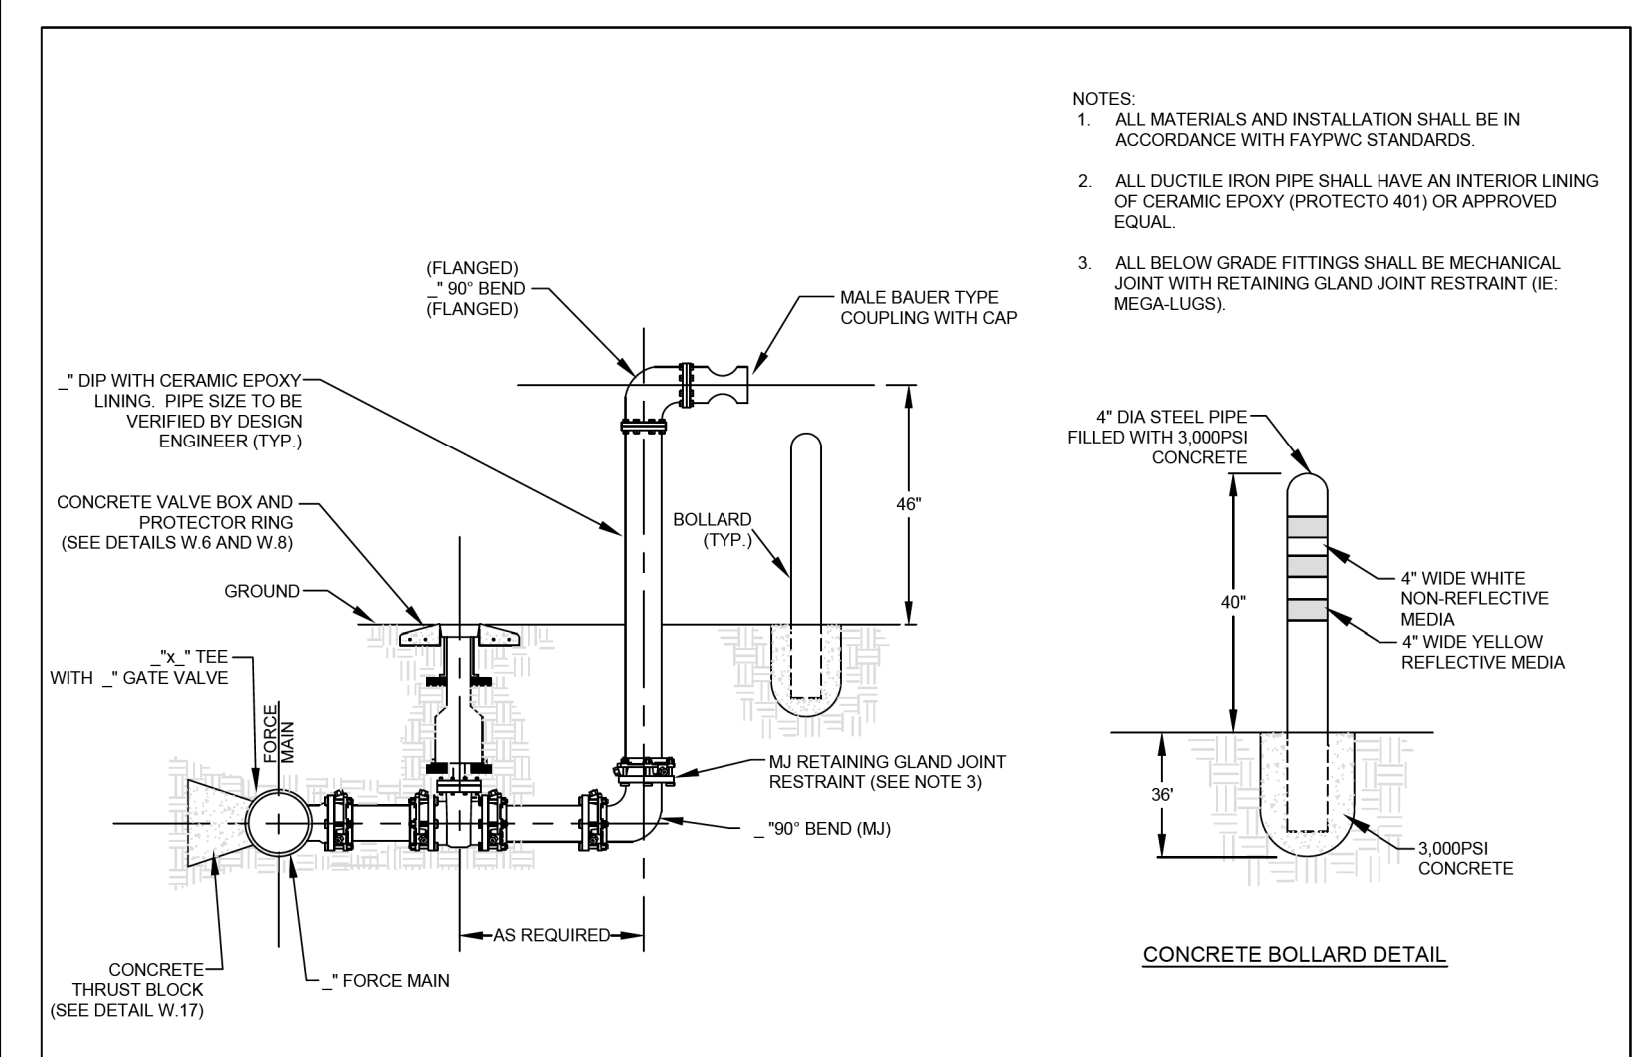 NOTES:
1. ALL MATERIALS AND INSTALLATION SHALL BE IN
ACCORDANCE WITH FAYPWC STANDARDS.
2. ALL DUCTILE IRON PIPE SHALL HAVE AN INTERIOR LINING
OF CERAMIC EPOXY (PROTECTO 401) OR APPROVED
EQUAL.
3. ALL BELOW GRADE FITTINGS SHALL BE MECHANICAL
JOINT WITH RETAINING GLAND JOINT RESTRAINT (IE:
MEGA-LUGS).
(FLANGED)
_" 90° BEND
(FLANGED)
MALE BAUER TYPE
COUPLING WITH CAP
_" DIP WITH CERAMIC EPOXY
LINING. PIPE SIZE TO BE
VERIFIED BY DESIGN
ENGINEER (TYP.)
CONCRETE VALVE BOX AND
PROTECTOR RING
(SEE DETAILS W.6 AND W.8)
GROUND
_"x_" TEE
WITH _" GATE VALVE
FORCE
MAIN
BOLLARD
(TYP.)
46"
MJ RETAINING GLAND JOINT
RESTRAINT (SEE NOTE 3)
_ "90° BEND (MJ)
AS REQUIRED
CONCRETE
THRUST BLOCK
(SEE DETAIL W.17)
_" FORCE MAIN
4" DIA STEEL PIPE
FILLED WITH 3,000PSI
CONCRETE
40"
4" WIDE WHITE
NON-REFLECTIVE
MEDIA
4" WIDE YELLOW
REFLECTIVE MEDIA
36'
3,000PSI
CONCRETE
CONCRETE BOLLARD DETAIL